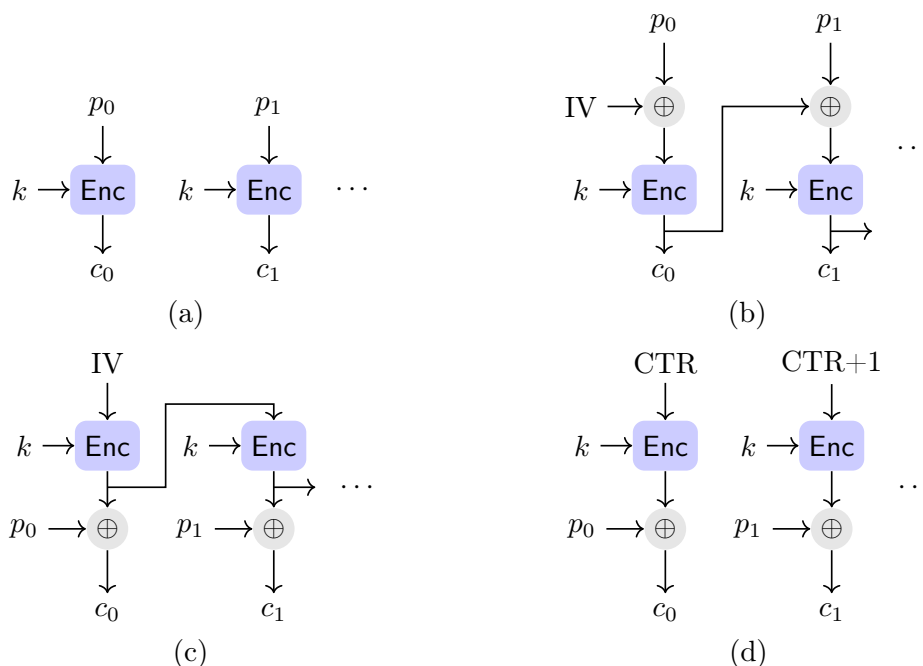 p₀ p₁
k Enc k Enc ···
c₀ c₁
(a)
p₀ p₁
IV ⊕ ⊕
k Enc k Enc ··
c₀ c₁
(b)
IV
k Enc k Enc
···
p₀ ⊕ p₁ ⊕
c₀ c₁
(c)
CTR CTR+1
k Enc k Enc
··
p₀ ⊕ p₁ ⊕
c₀ c₁
(d)